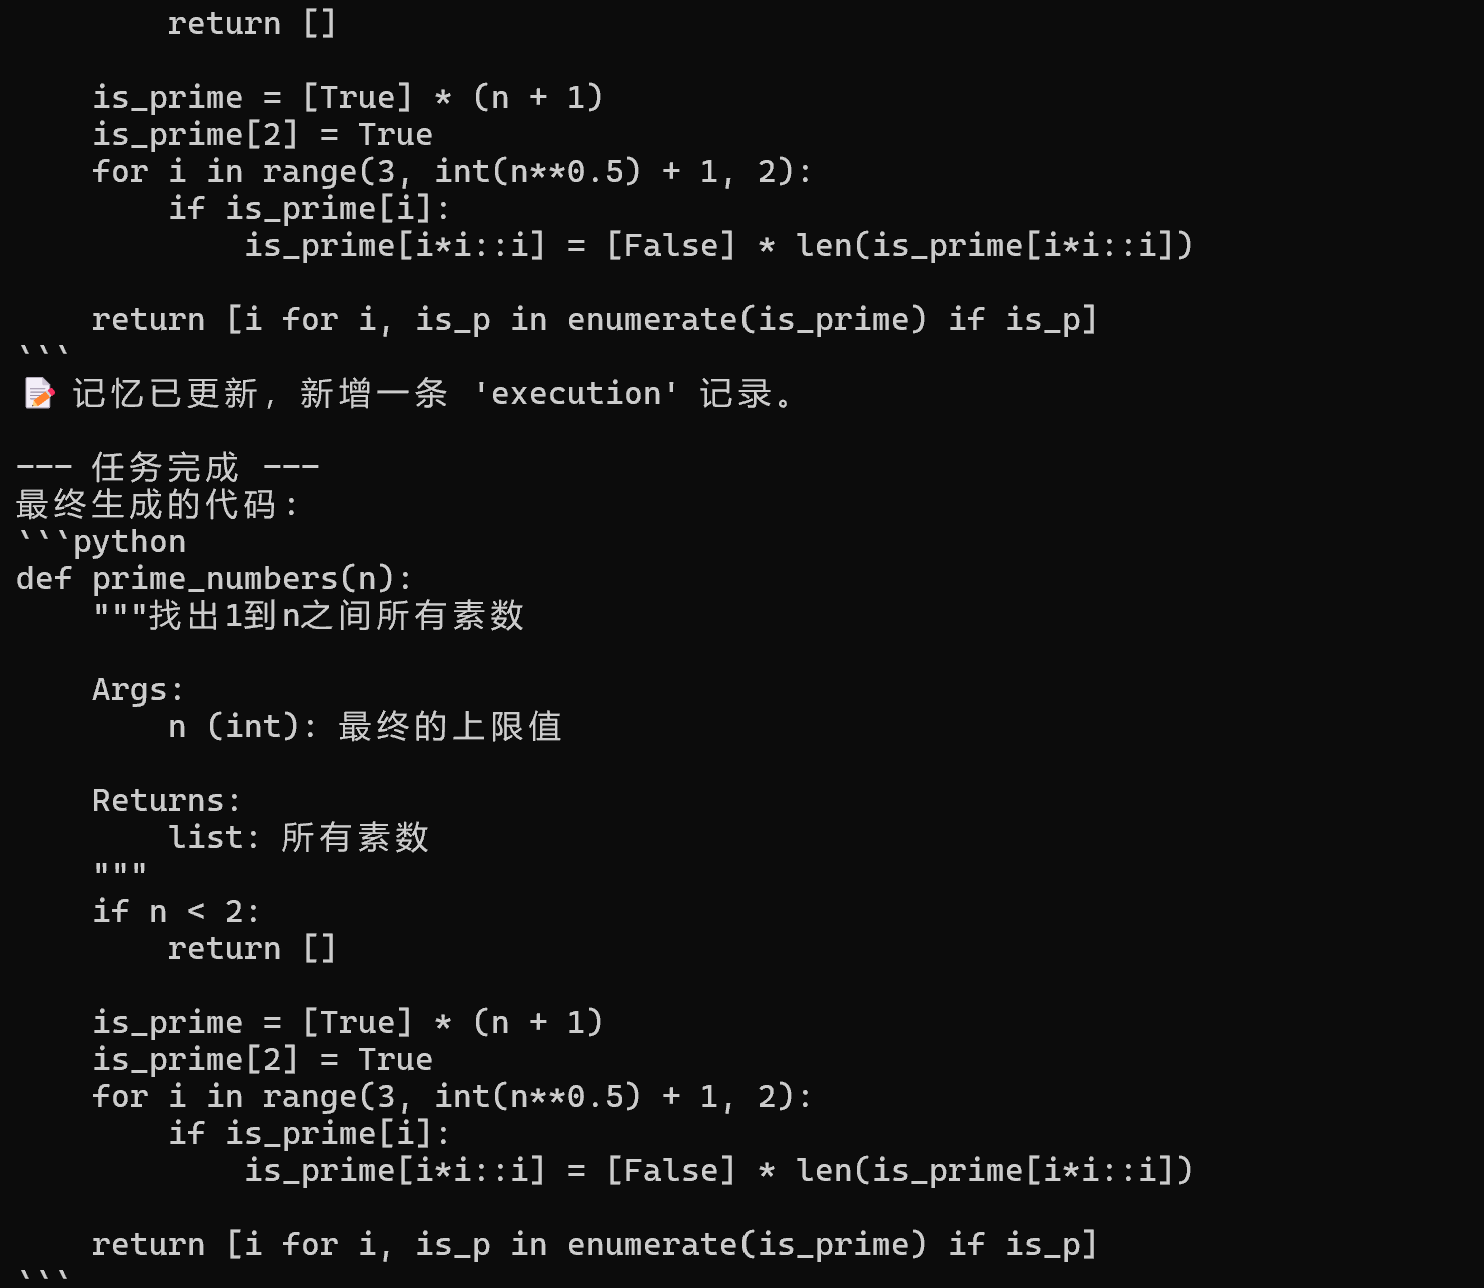 return []

    is_prime = [True] * (n + 1)
    is_prime[2] = True
    for i in range(3, int(n**0.5) + 1, 2):
        if is_prime[i]:
            is_prime[i*i::i] = [False] * len(is_prime[i*i::i])

    return [i for i, is_p in enumerate(is_prime) if is_p]
```
📝 记忆已更新，新增一条 'execution' 记录。

--- 任务完成 ---
最终生成的代码:
```python
def prime_numbers(n):
    """找出1到n之间所有素数

    Args:
        n (int): 最终的上限值

    Returns:
        list: 所有素数
    """
    if n < 2:
        return []

    is_prime = [True] * (n + 1)
    is_prime[2] = True
    for i in range(3, int(n**0.5) + 1, 2):
        if is_prime[i]:
            is_prime[i*i::i] = [False] * len(is_prime[i*i::i])

    return [i for i, is_p in enumerate(is_prime) if is_p]
```